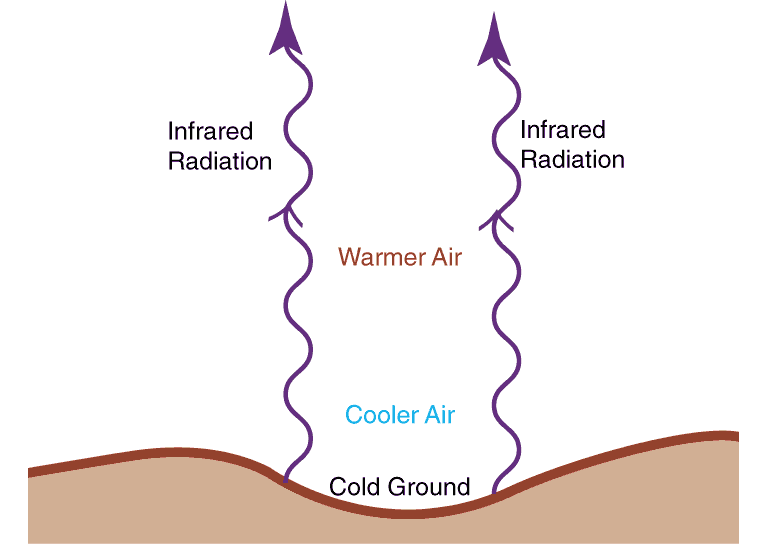 Infrared
Radiation
Infrared
Radiation
Warmer Air
Cooler Air
Cold Ground